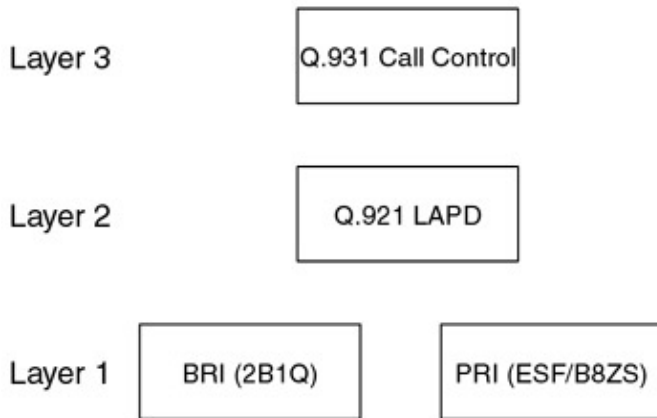 Layer 3
Q.931 Call Control
Layer 2
Q.921 LAPD
Layer 1
BRI (2B1Q)
PRI (ESF/B8ZS)